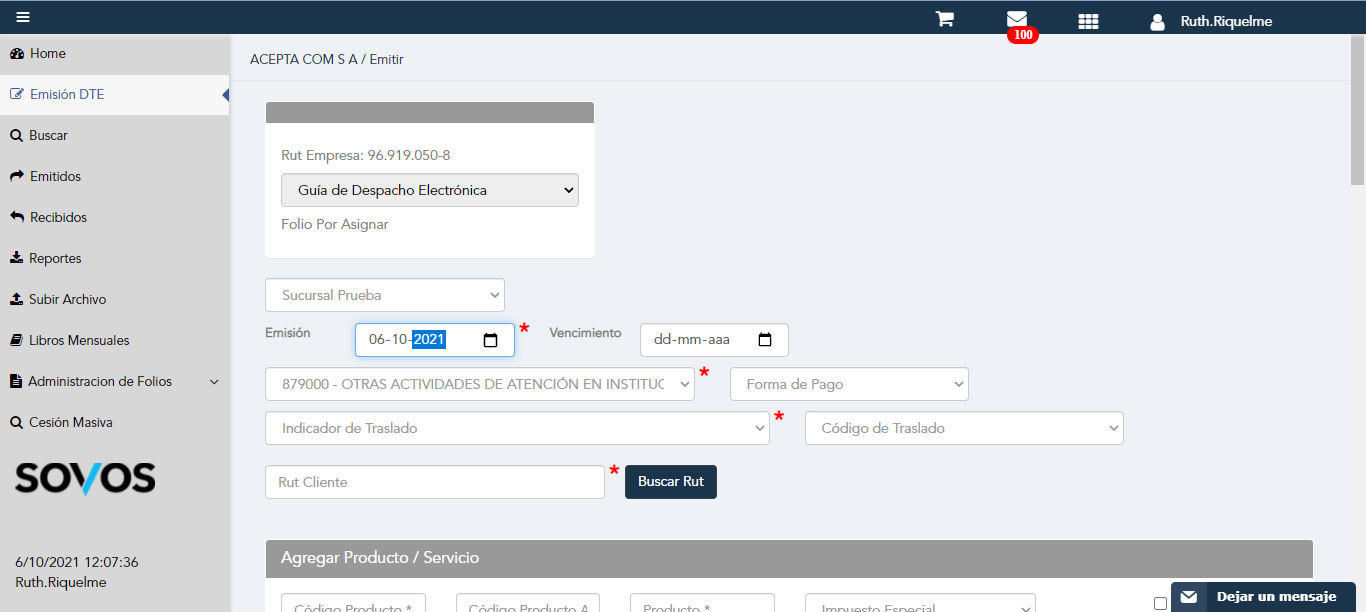 100
Ruth.Riquelme
Home
Emisión DTE
Buscar
Emitidos
Recibidos
Reportes
Subir Archivo
Libros Mensuales
Administracion de Folios
Cesión Masiva
SOVOS
6/10/2021 12:07:36
Ruth.Riquelme
ACEPTA COM S A / Emitir
Rut Empresa: 96.919.050-8
Guía de Despacho Electrónica
Folio Por Asignar
Sucursal Prueba
Emisión 06-10-2021 * Vencimiento dd-mm-aaa
879000 - OTRAS ACTIVIDADES DE ATENCIÓN EN INSTITUC * Forma de Pago
Indicador de Traslado * Código de Traslado
Rut Cliente * Buscar Rut
Agregar Producto / Servicio
Código Producto * Código Producto A Producto * Impuesto Especial
Dejar un mensaje